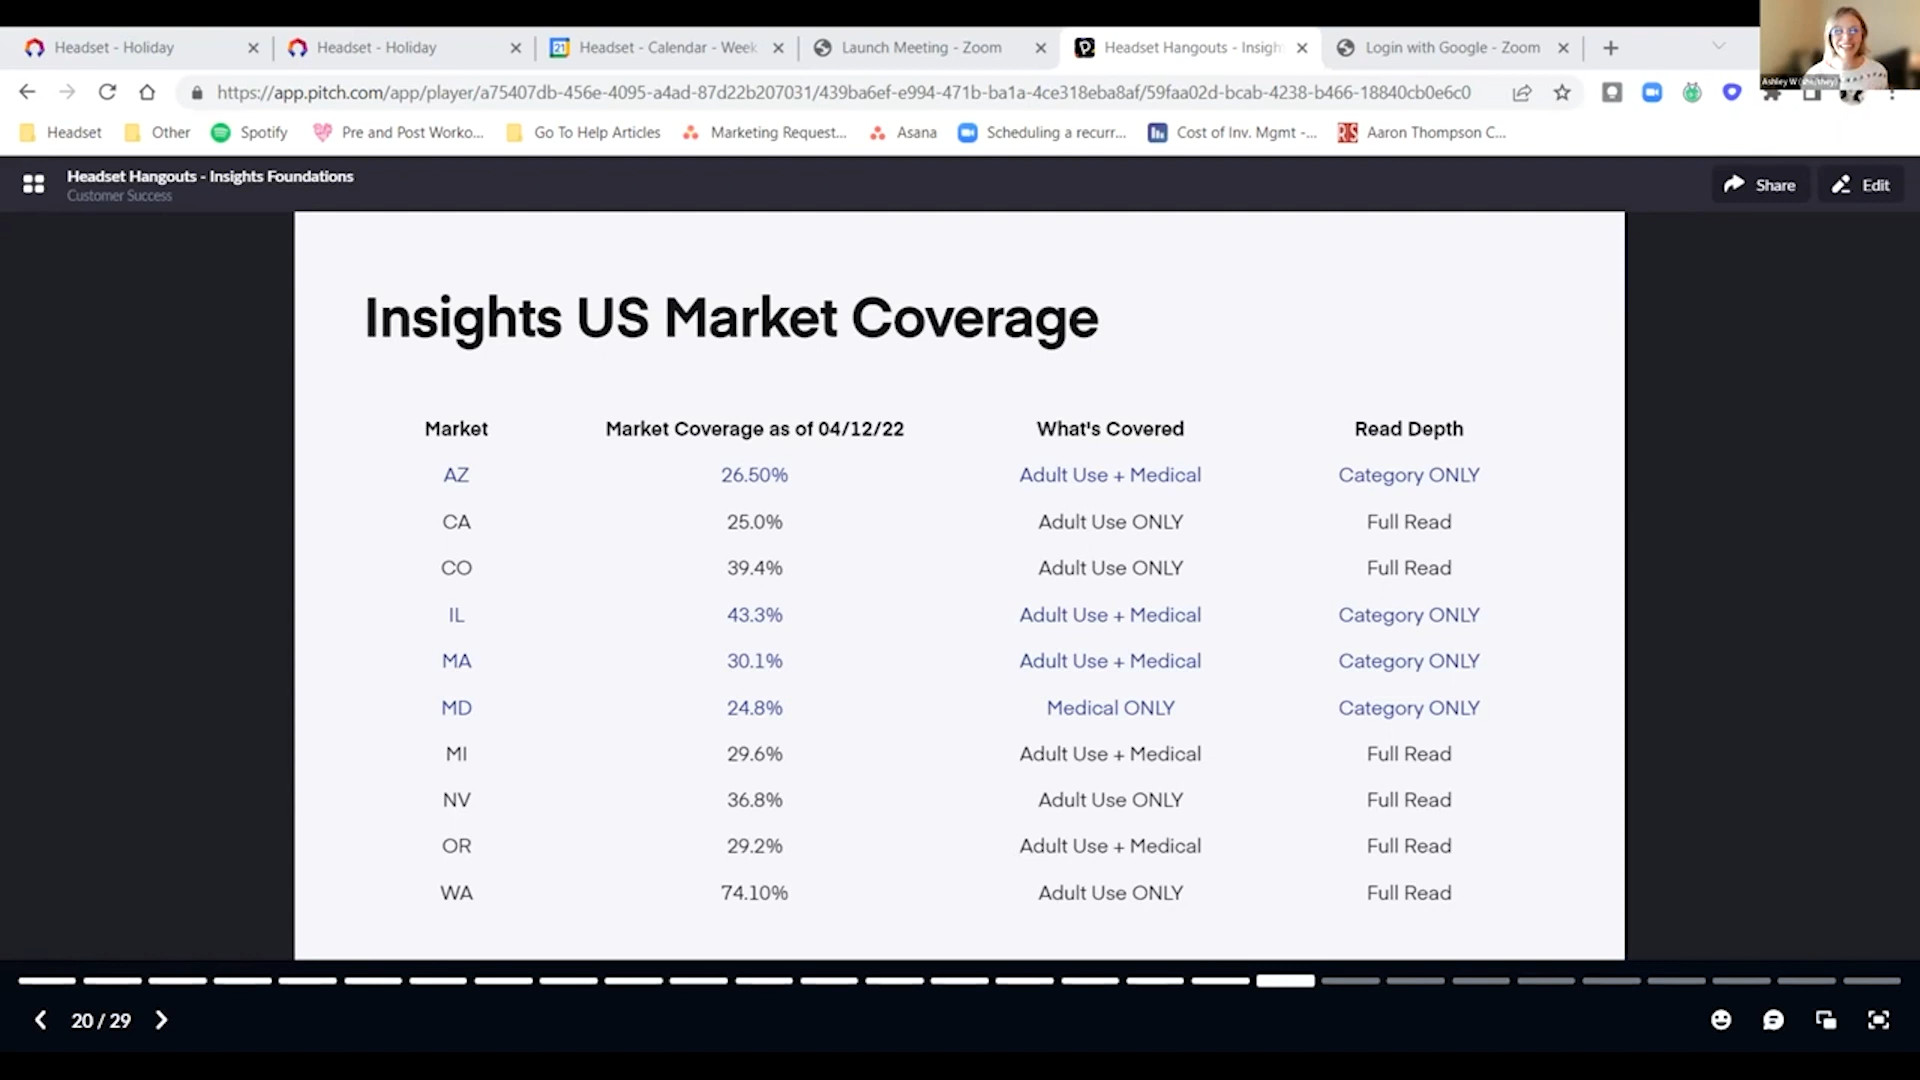 Headset - Holiday
Headset - Holiday
21
Headset - Calendar - Week
Launch Meeting - Zoom
Headset Hangouts - Insigh
Login with Google - Zoom
https://app.pitch.com/app/player/a75407db-456e-4095-a4ad-87d22b207031/439ba6ef-e994-471b-ba1a-4ce318eba8af/59faa02d-bcab-4238-b466-18840cb0e6c0
Headset
Other
Spotify
Pre and Post Worko...
Go To Help Articles
Marketing Request...
Asana
Scheduling a recurr...
Cost of Inv. Mgmt -...
Aaron Thompson C...
Ashley W (she/they)
Headset Hangouts - Insights Foundations
Customer Success
Share
Edit
Insights US Market Coverage
Market Market Coverage as of 04/12/22 What's Covered Read Depth
AZ 26.50% Adult Use + Medical Category ONLY
CA 25.0% Adult Use ONLY Full Read
CO 39.4% Adult Use ONLY Full Read
IL 43.3% Adult Use + Medical Category ONLY
MA 30.1% Adult Use + Medical Category ONLY
MD 24.8% Medical ONLY Category ONLY
MI 29.6% Adult Use + Medical Full Read
NV 36.8% Adult Use ONLY Full Read
OR 29.2% Adult Use + Medical Full Read
WA 74.10% Adult Use ONLY Full Read
20 / 29